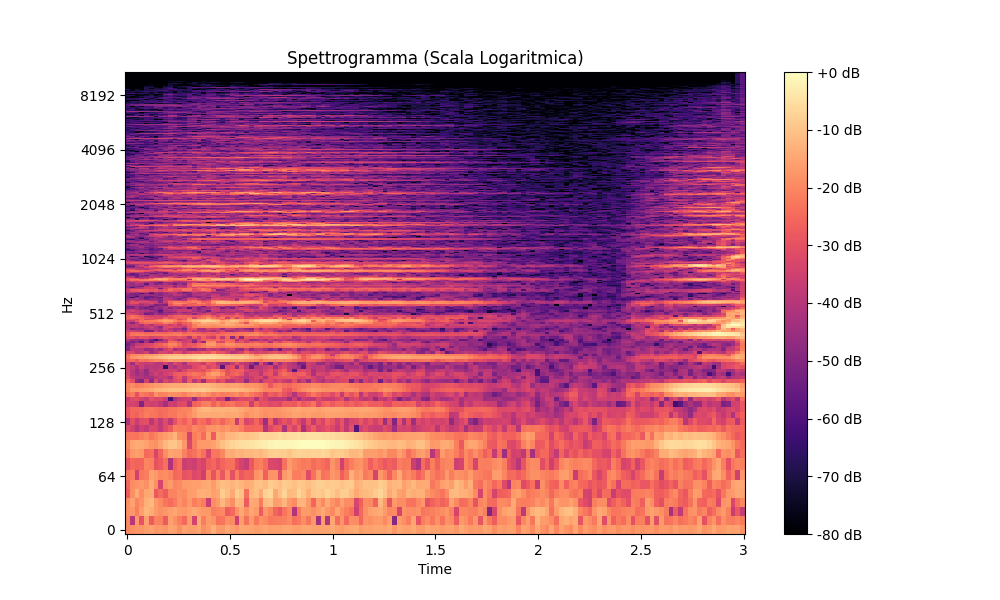 Spettrogramma (Scala Logaritmica)
Hz
8192
4096
2048
1024
512
256
128
64
0
0
0.5
1
1.5
2
2.5
3
Time
+0 dB
-10 dB
-20 dB
-30 dB
-40 dB
-50 dB
-60 dB
-70 dB
-80 dB